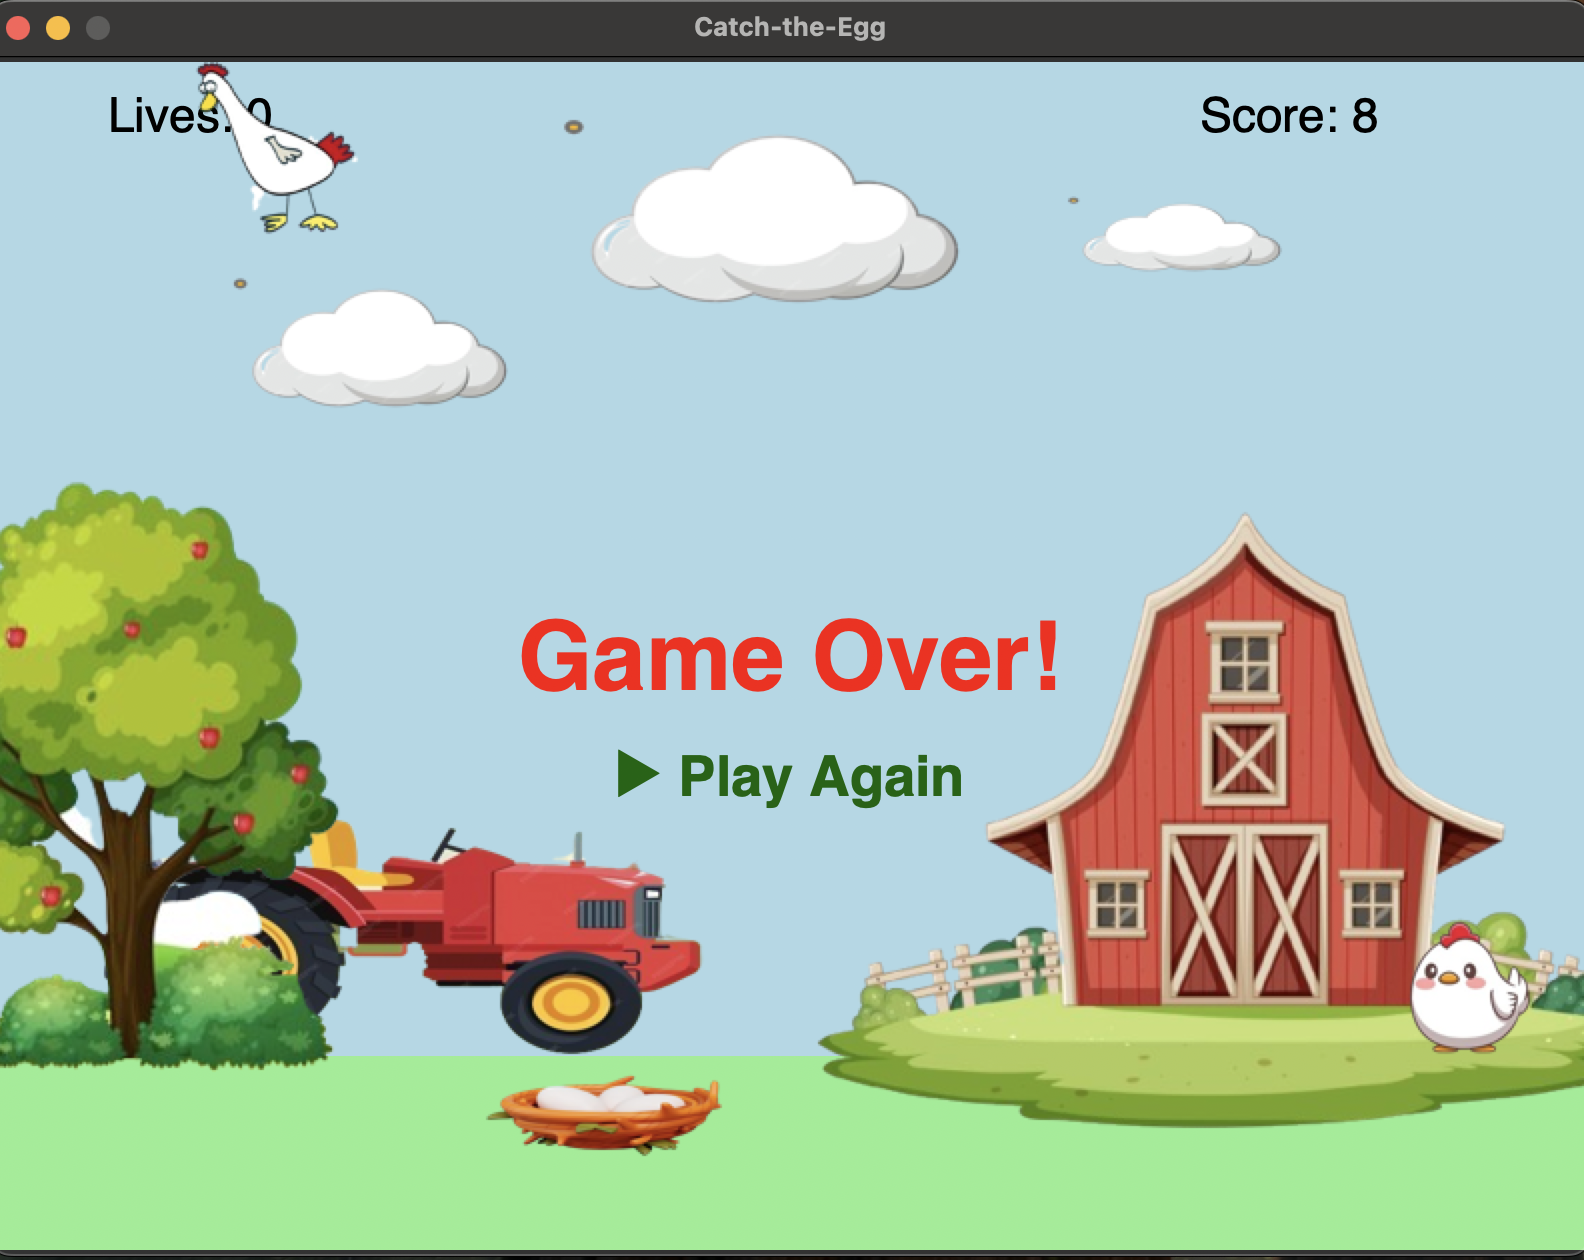 Catch-the-Egg
Lives: 0
Score: 8
Game Over!
▶ Play Again